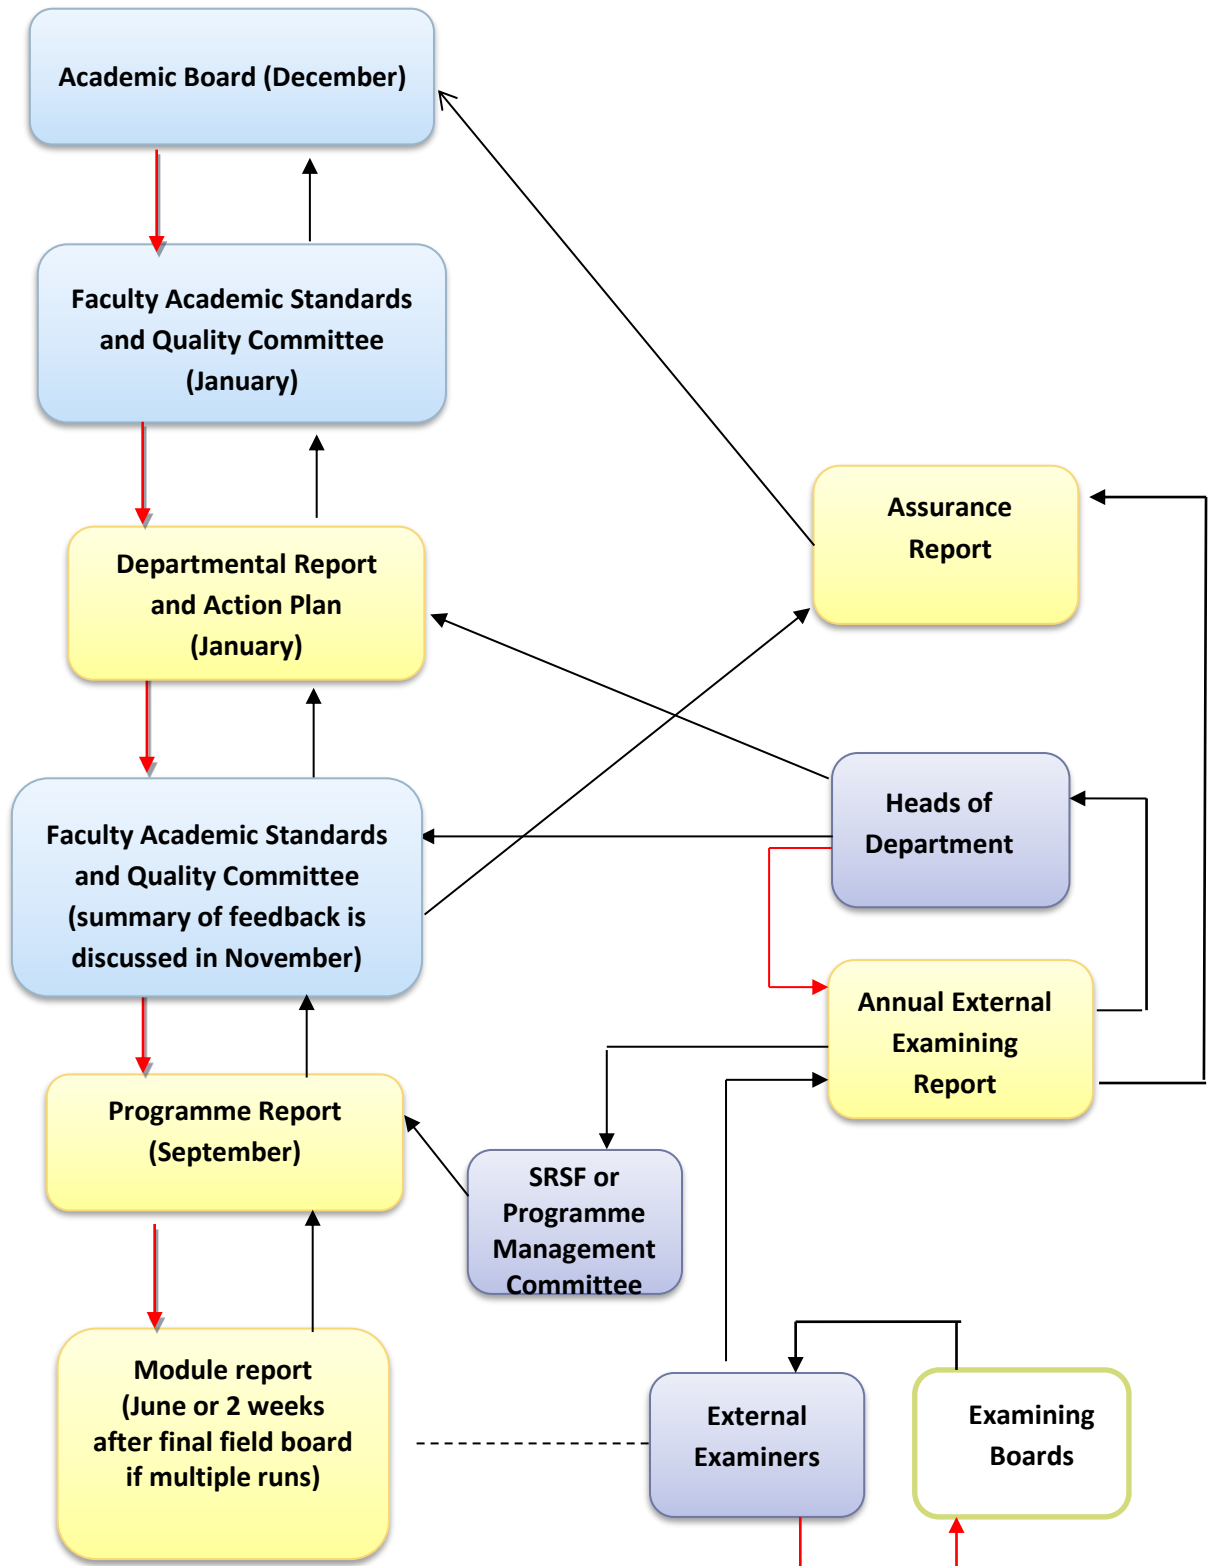 Academic Board (December)
Faculty Academic Standards
and Quality Committee
(January)
Assurance
Report
Departmental Report
and Action Plan
(January)
Heads of
Department
Faculty Academic Standards
and Quality Committee
(summary of feedback is
discussed in November)
Annual External
Examining
Report
Programme Report
(September)
SRSF or
Programme
Management
Committee
Module report
(June or 2 weeks
after final field board
if multiple runs)
External
Examiners
Examining
Boards